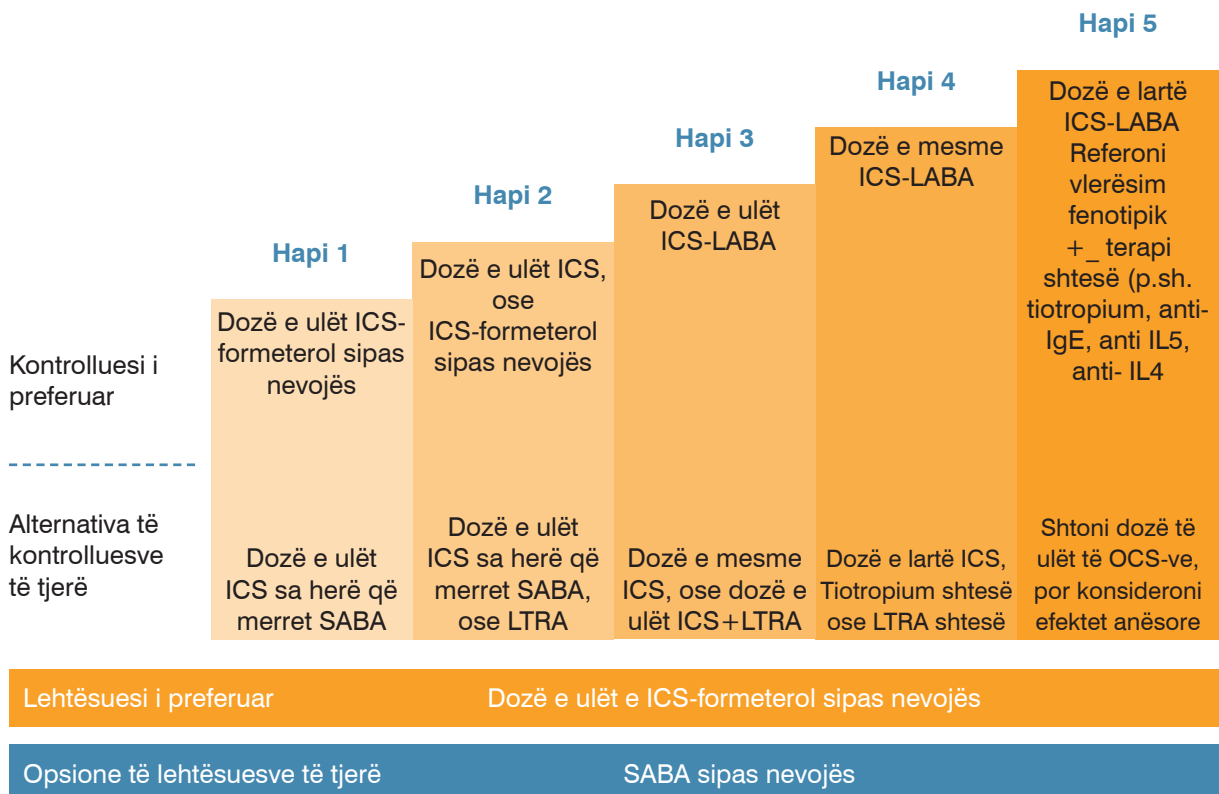 Hapi 1
Hapi 2
Hapi 3
Hapi 4
Hapi 5
Kontrolluesi i
preferuar
Dozë e ulët ICS-
formeterol sipas
nevojës
Dozë e ulët ICS,
ose
ICS-formeterol
sipas nevojës
Dozë e ulët
ICS-LABA
Dozë e mesme
ICS-LABA
Dozë e lartë
ICS-LABA
Referoni
vlerësim
fenotipik
+_ terapi
shtesë (p.sh.
tiotropium, anti-
IgE, anti IL5,
anti- IL4
Alternativa të
kontrolluesve
të tjerë
Dozë e ulët
ICS sa herë që
merret SABA
Dozë e ulët
ICS sa herë që
merret SABA,
ose LTRA
Dozë e mesme
ICS, ose dozë e
ulët ICS+LTRA
Dozë e lartë ICS,
Tiotropium shtesë
ose LTRA shtesë
Shtoni dozë të
ulët të OCS-ve,
por konsideroni
efektet anësore
Lehtësuesi i preferuar Dozë e ulët e ICS-formeterol sipas nevojës
Opsione të lehtësuesve të tjerë SABA sipas nevojës